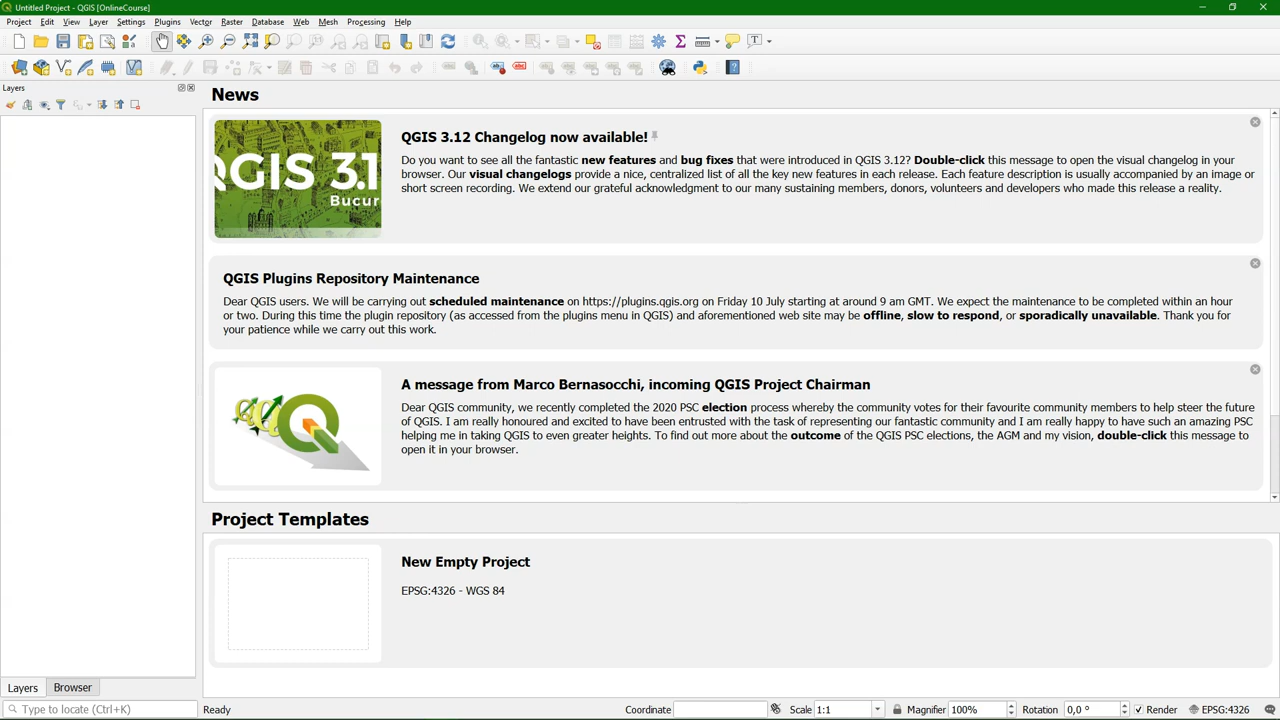 Untitled Project - QGIS [OnlineCourse]
Project Edit View Layer Settings Plugins Vector Raster Database Web Mesh Processing Help
Layers
News
QGIS 3.1
Bucur
QGIS 3.12 Changelog now available!
Do you want to see all the fantastic new features and bug fixes that were introduced in QGIS 3.12? Double-click this message to open the visual changelog in your
browser. Our visual changelogs provide a nice, centralized list of all the key new features in each release. Each feature description is usually accompanied by an image or
short screen recording. We extend our grateful acknowledgment to our many sustaining members, donors, volunteers and developers who made this release a reality.
QGIS Plugins Repository Maintenance
Dear QGIS users. We will be carrying out scheduled maintenance on https://plugins.qgis.org on Friday 10 July starting at around 9 am GMT. We expect the maintenance to be completed within an hour
or two. During this time the plugin repository (as accessed from the plugins menu in QGIS) and aforementioned web site may be offline, slow to respond, or sporadically unavailable. Thank you for
your patience while we carry out this work.
A message from Marco Bernasocchi, incoming QGIS Project Chairman
Dear QGIS community, we recently completed the 2020 PSC election process whereby the community votes for their favourite community members to help steer the future
of QGIS. I am really honoured and excited to have been entrusted with the task of representing our fantastic community and I am really happy to have such an amazing PSC
helping me in taking QGIS to even greater heights. To find out more about the outcome of the QGIS PSC elections, the AGM and my vision, double-click this message to
open it in your browser.
Project Templates
New Empty Project
EPSG:4326 - WGS 84
Layers Browser
Type to locate (Ctrl+K) Ready Coordinate Scale 1:1 Magnifier 100% Rotation 0,0 ° Render EPSG:4326